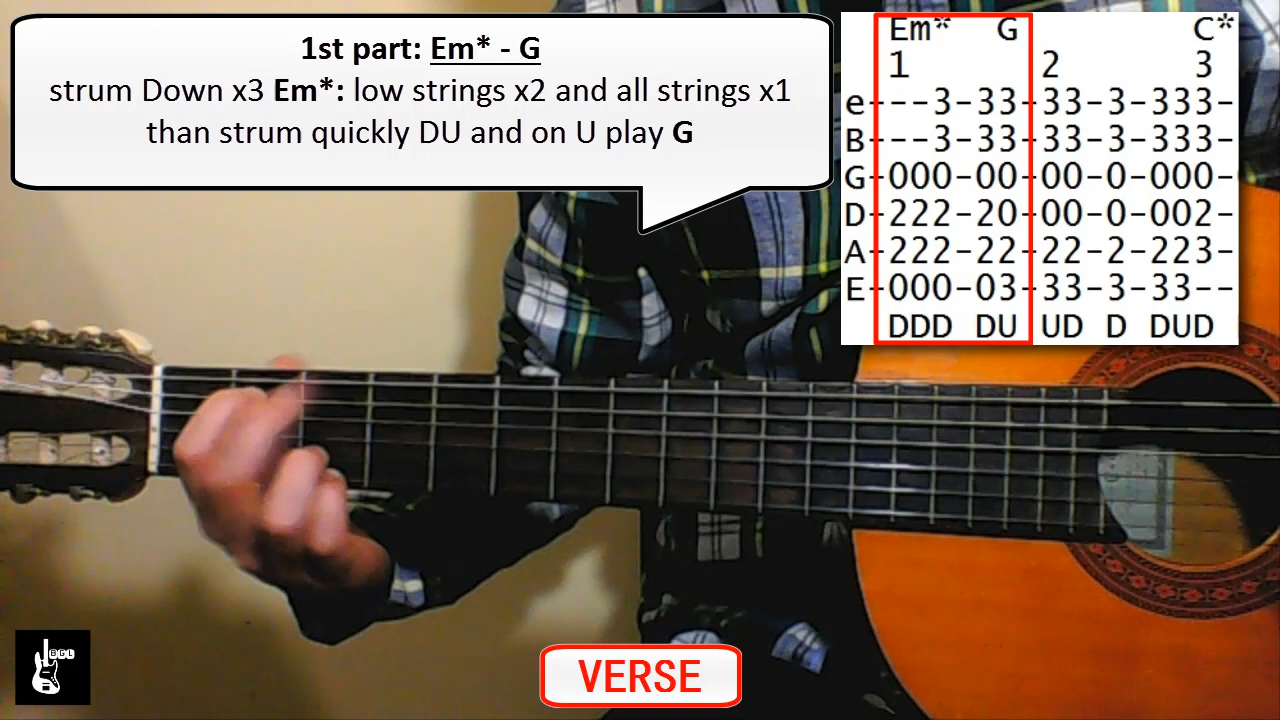 1st part: Em* - G
strum Down x3 Em*: low strings x2 and all strings x1
than strum quickly DU and on U play G
Em* G C*
1 2 3
e---3-33-33-3-333-
B---3-33-33-3-333-
G-000-00-00-0-000-
D-222-20-00-0-002-
A-222-22-22-2-223-
E-000-03-33-3-33--
DDD DU UD D DUD
VERSE
BGL